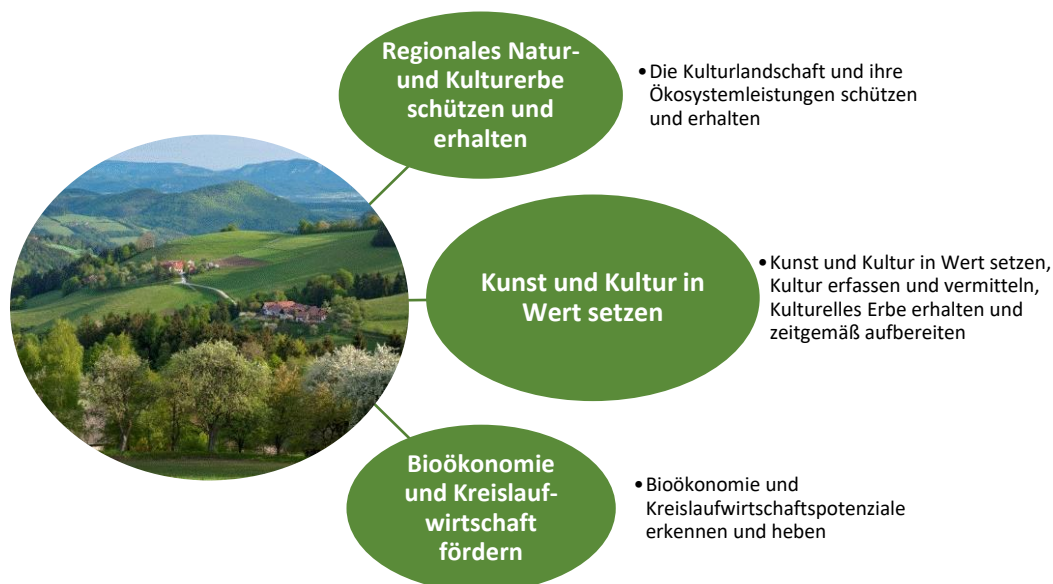 Regionales Natur-
und Kulturerbe
schützen und
erhalten
•Die Kulturlandschaft und ihre
Ökosystemleistungen schützen
und erhalten
Kunst und Kultur in
Wert setzen
•Kunst und Kultur in Wert setzen,
Kultur erfassen und vermitteln,
Kulturelles Erbe erhalten und
zeitgemäß aufbereiten
Bioökonomie
und Kreislauf-
wirtschaft
fördern
•Bioökonomie und
Kreislaufwirtschaftspotenziale
erkennen und heben